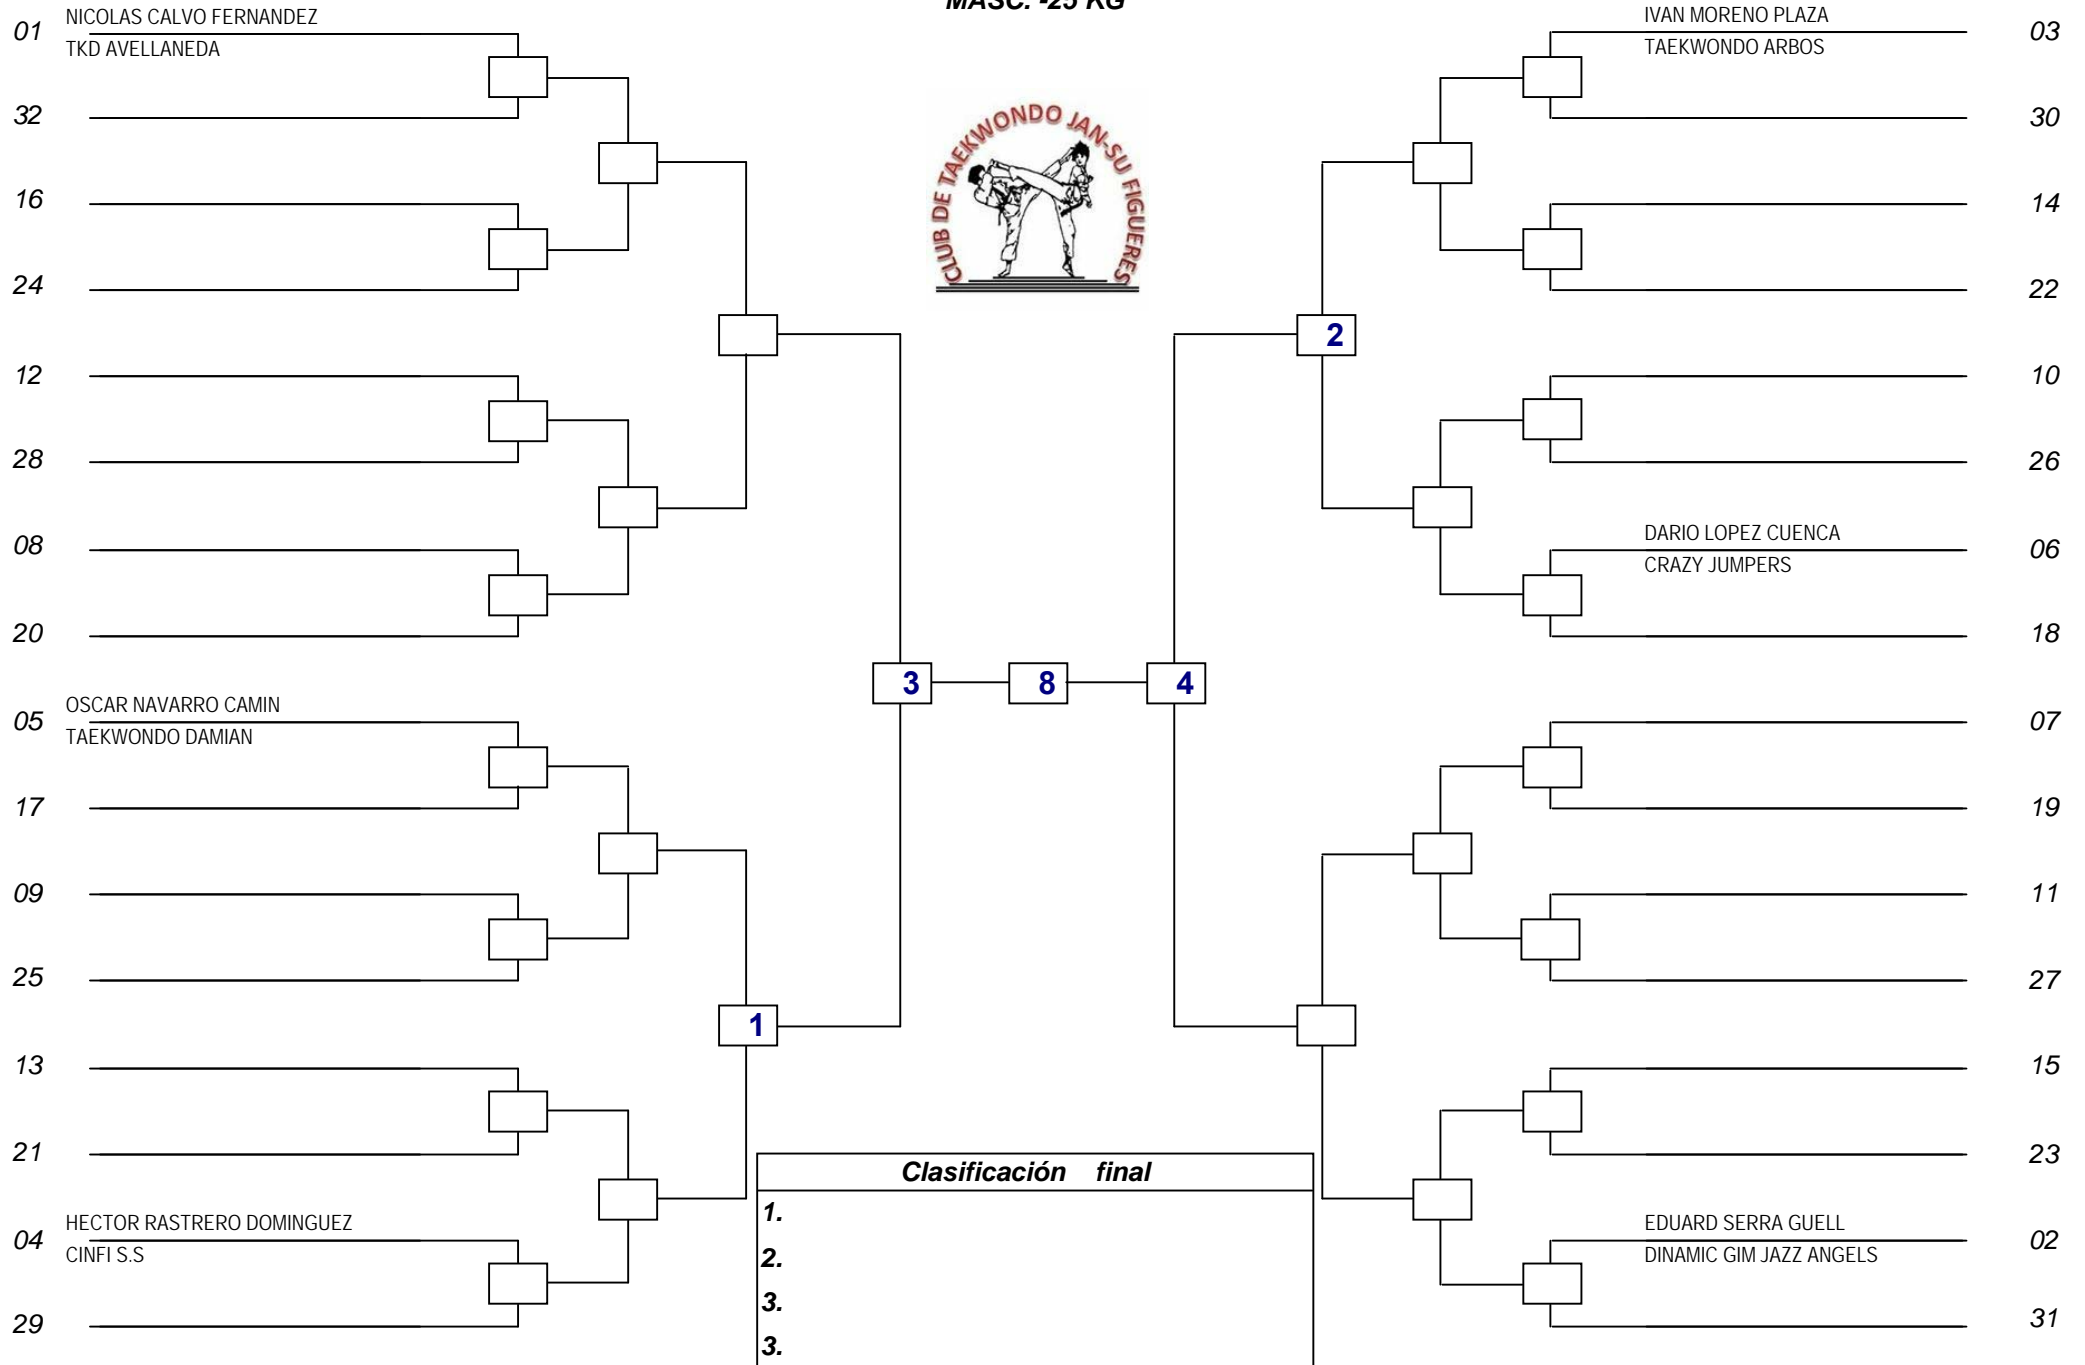 MASC. -25 KG
01 NICOLAS CALVO FERNANDEZ
TKD AVELLANEDA
32
16
24
12
28
08
20
05 OSCAR NAVARRO CAMIN
TAEKWONDO DAMIAN
17
09
25
13
21
04 HECTOR RASTRERO DOMINGUEZ
CINFI S.S
29
CLUB DE TAEKWONDO JAN-SU FIGUERES
1
3
8
4
2
IVAN MORENO PLAZA 03
TAEKWONDO ARBOS
30
14
22
10
26
DARIO LOPEZ CUENCA 06
CRAZY JUMPERS
18
07
19
11
27
15
23
EDUARD SERRA GUELL 02
DINAMIC GIM JAZZ ANGELS
31
Clasificación final
1.
2.
3.
3.